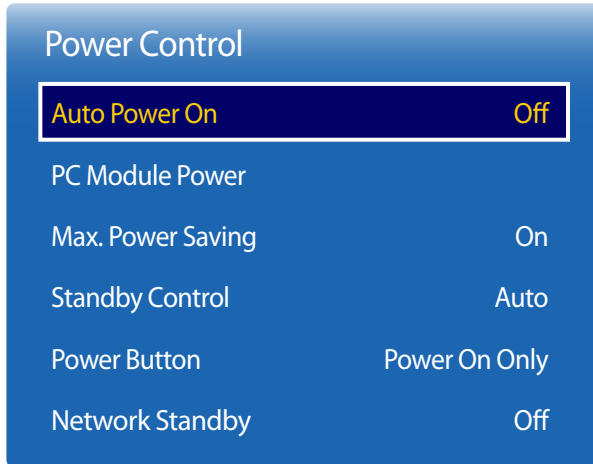 Power Control
Auto Power On Off
PC Module Power
Max. Power Saving On
Standby Control Auto
Power Button Power On Only
Network Standby Off